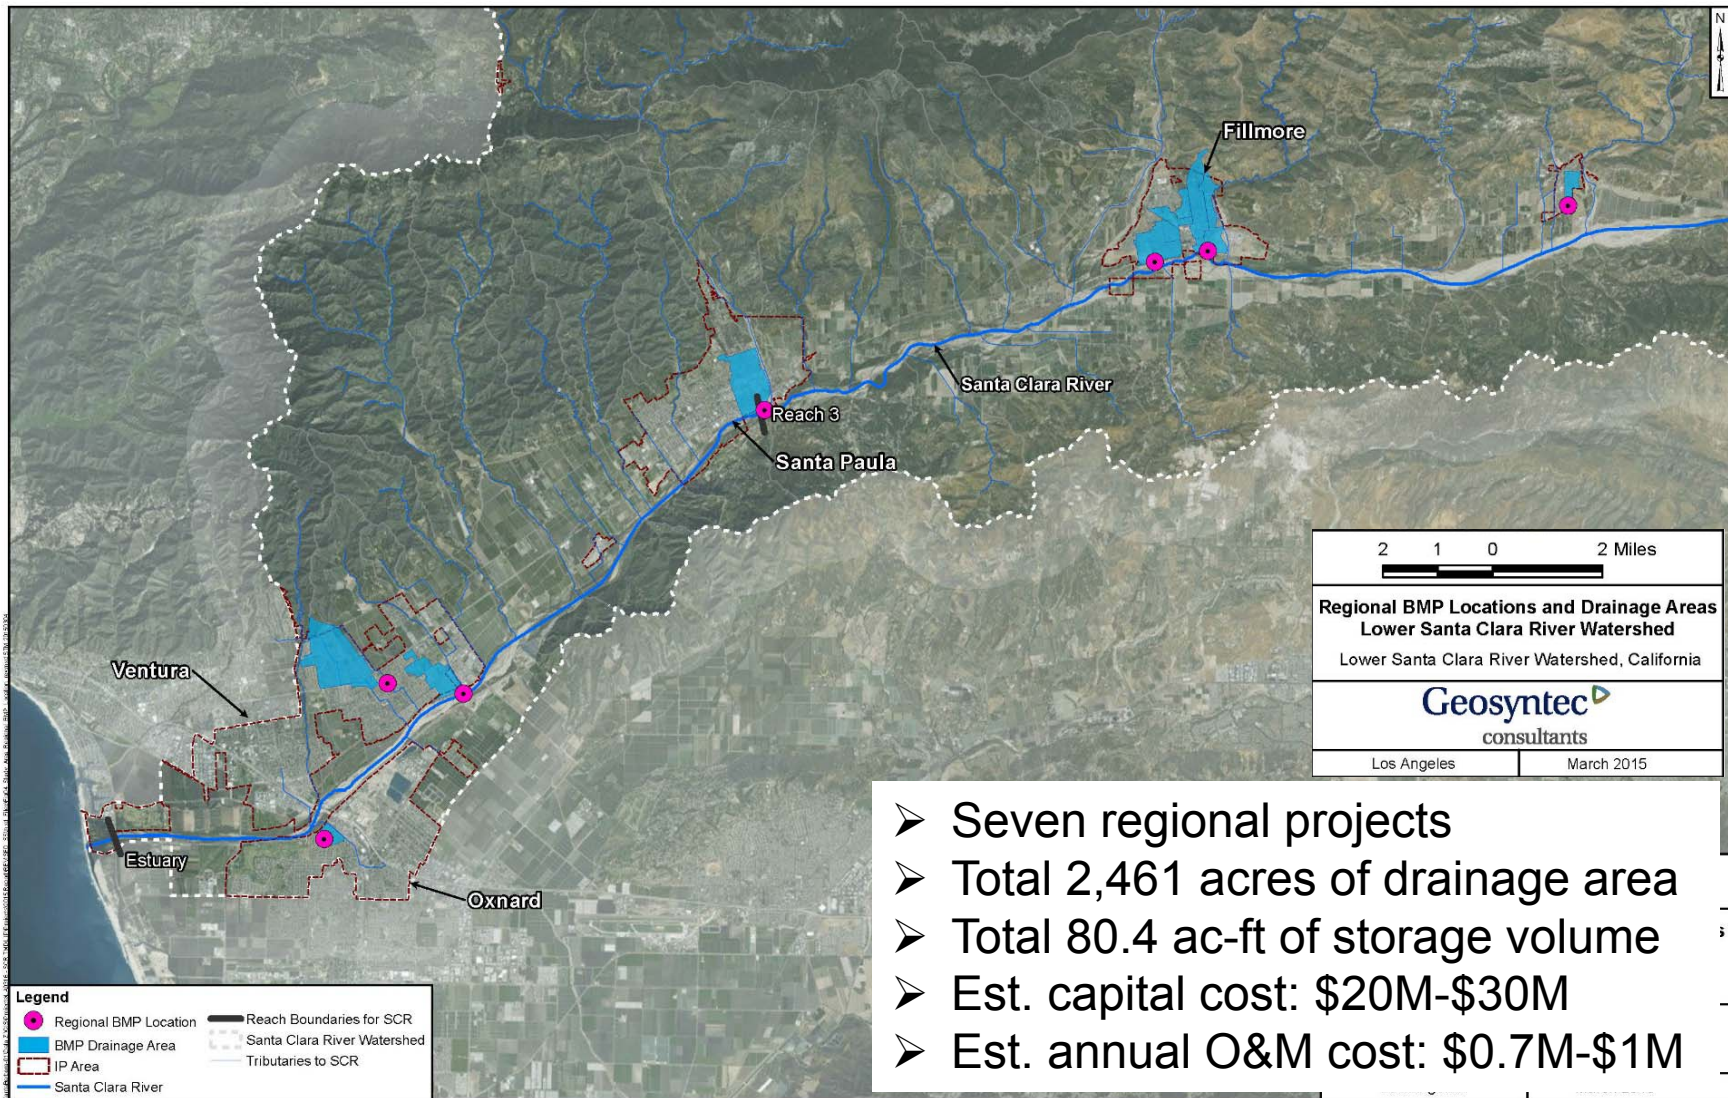 N
Fillmore
Santa Clara River
Reach 3
Santa Paula
2 1 0 2 Miles
Regional BMP Locations and Drainage Areas
Lower Santa Clara River Watershed
Lower Santa Clara River Watershed, California
Geosyntec
consultants
Los Angeles March 2015
Ventura
Estuary
Oxnard
➢ Seven regional projects
➢ Total 2,461 acres of drainage area
➢ Total 80.4 ac-ft of storage volume
➢ Est. capital cost: $20M-$30M
➢ Est. annual O&M cost: $0.7M-$1M
Legend
Regional BMP Location
BMP Drainage Area
IP Area
Santa Clara River
Reach Boundaries for SCR
Santa Clara River Watershed
Tributaries to SCR